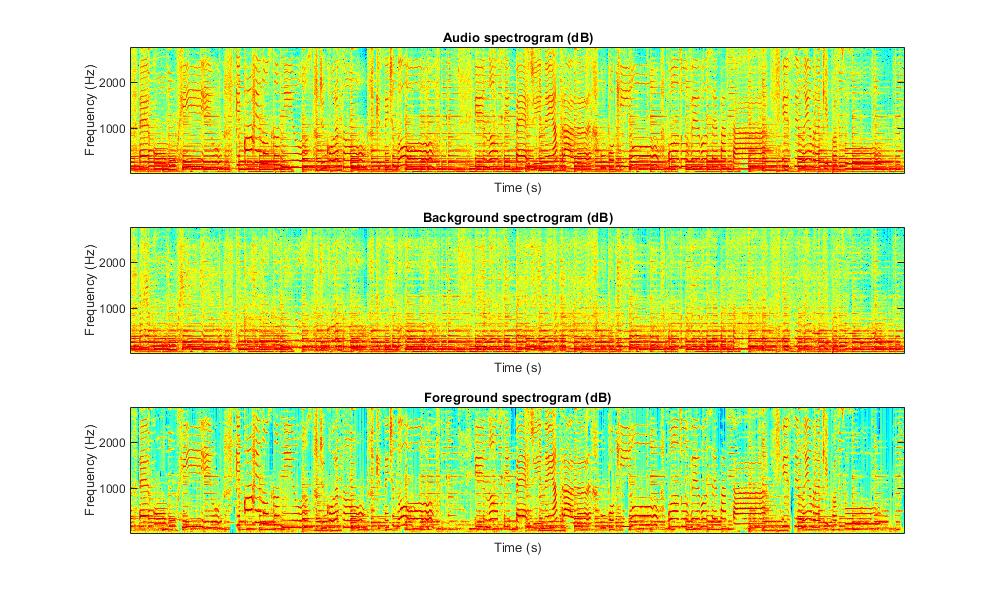 Audio spectrogram (dB)
2000
1000
Frequency (Hz)
Time (s)
Background spectrogram (dB)
2000
1000
Frequency (Hz)
Time (s)
Foreground spectrogram (dB)
2000
1000
Frequency (Hz)
Time (s)